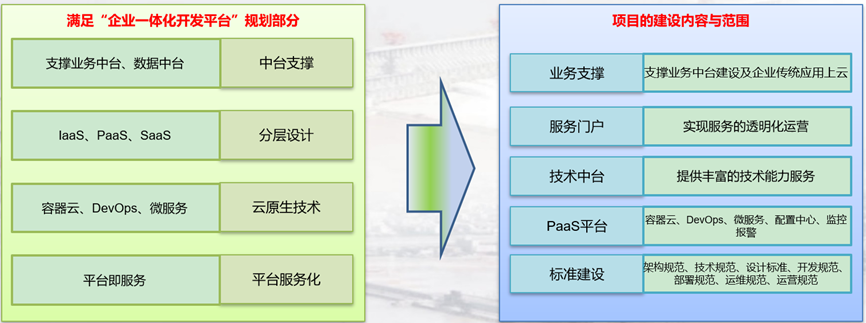 满足“企业一体化开发平台”规划部分
支撑业务中台、数据中台
中台支撑
IaaS、PaaS、SaaS
分层设计
容器云、DevOps、微服务
云原生技术
平台即服务
平台服务化
项目的建设内容与范围
业务支撑
支撑业务中台建设及企业传统应用上云
服务门户
实现服务的透明化运营
技术中台
提供丰富的技术能力服务
PaaS平台
容器云、DevOps、微服务、配置中心、监控
报警
标准建设
架构规范、技术规范、设计标准、开发规范、
部署规范、运维规范、运营规范